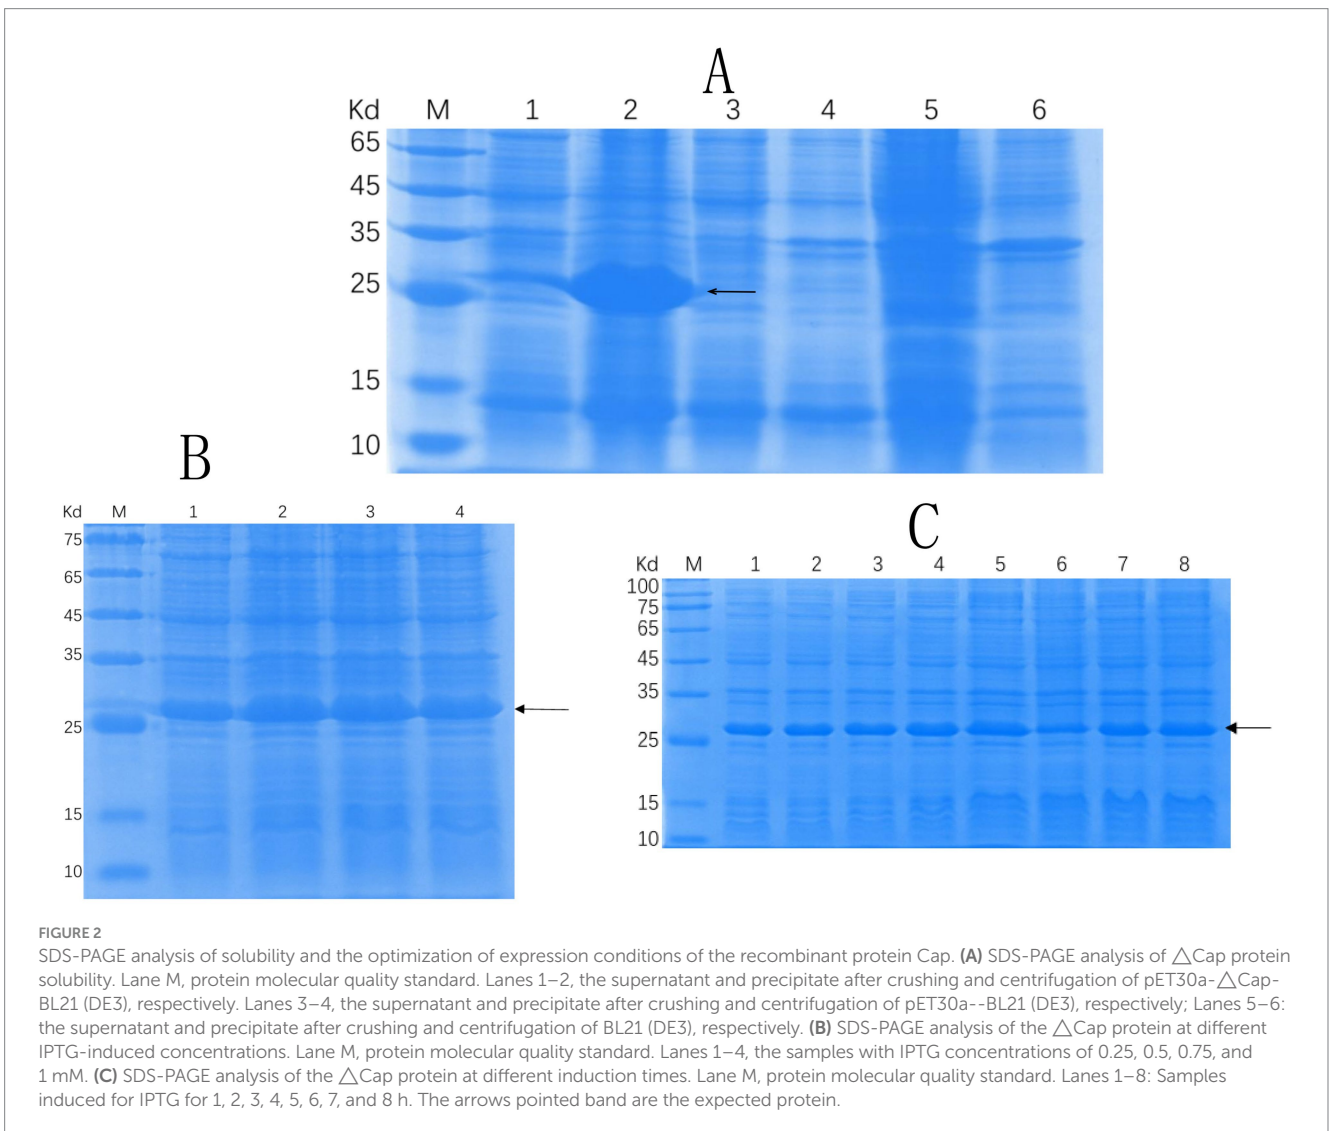 A
Kd M 1 2 3 4 5 6
65
45
35
25
15
10
B
Kd M 1 2 3 4
75
65
45
35
25
15
10
C
Kd M 1 2 3 4 5 6 7 8
100
75
65
45
35
25
15
10
FIGURE 2
SDS-PAGE analysis of solubility and the optimization of expression conditions of the recombinant protein Cap. (A) SDS-PAGE analysis of △Cap protein
solubility. Lane M, protein molecular quality standard. Lanes 1–2, the supernatant and precipitate after crushing and centrifugation of pET30a-△Cap-
BL21 (DE3), respectively. Lanes 3–4, the supernatant and precipitate after crushing and centrifugation of pET30a--BL21 (DE3), respectively; Lanes 5–6:
the supernatant and precipitate after crushing and centrifugation of BL21 (DE3), respectively. (B) SDS-PAGE analysis of the △Cap protein at different
IPTG-induced concentrations. Lane M, protein molecular quality standard. Lanes 1–4, the samples with IPTG concentrations of 0.25, 0.5, 0.75, and
1 mM. (C) SDS-PAGE analysis of the △Cap protein at different induction times. Lane M, protein molecular quality standard. Lanes 1–8: Samples
induced for IPTG for 1, 2, 3, 4, 5, 6, 7, and 8 h. The arrows pointed band are the expected protein.